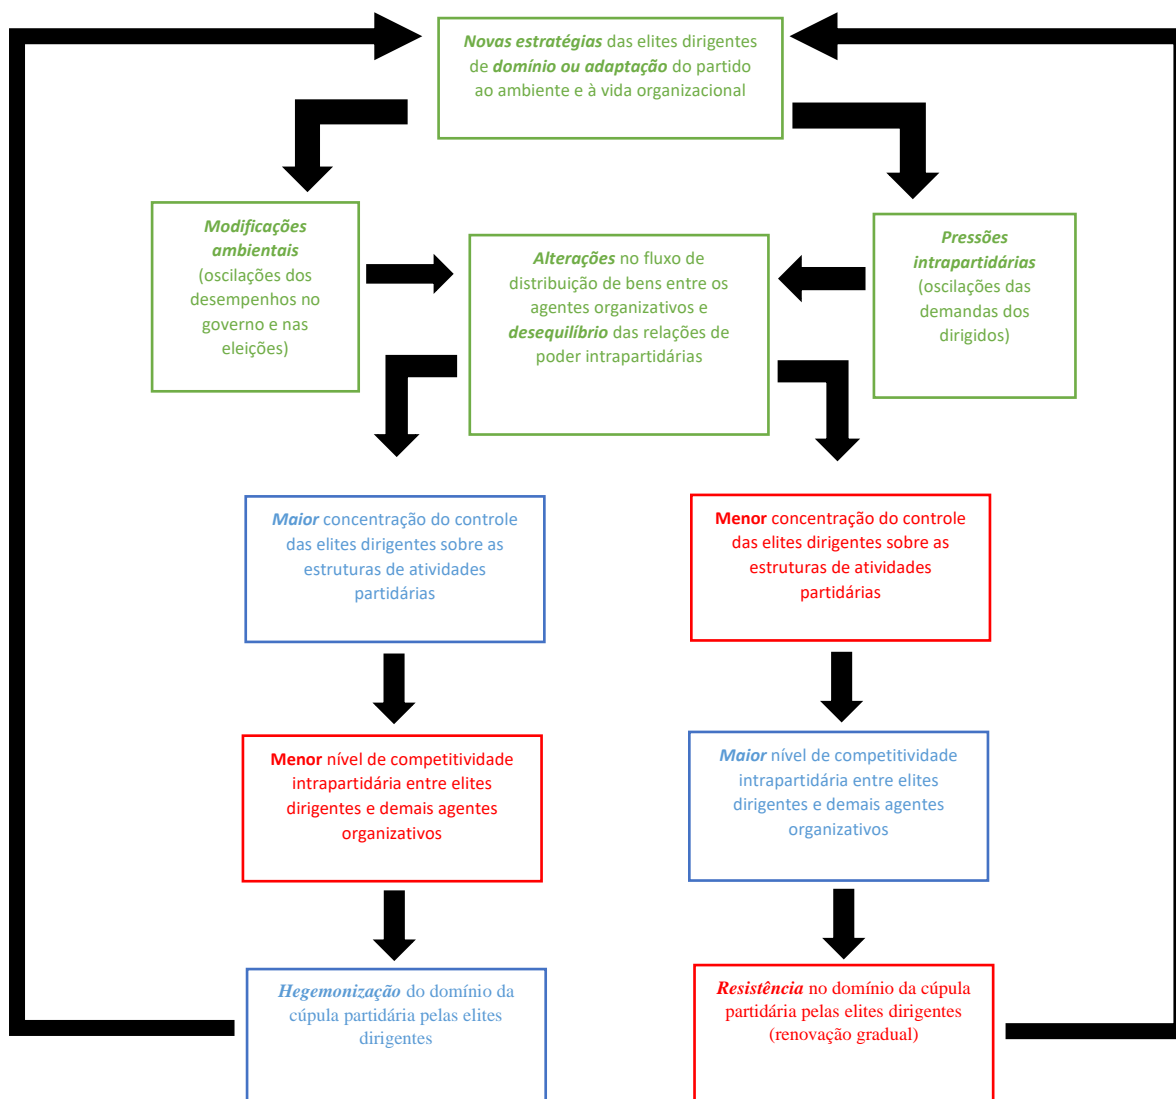 Novas estratégias das elites dirigentes
de domínio ou adaptação do partido
ao ambiente e à vida organizacional
Modificações
ambientais
(oscilações dos
desempenhos no
governo e nas
eleições)
Alterações no fluxo de
distribuição de bens entre os
agentes organizativos e
desequilíbrio das relações de
poder intrapartidárias
Pressões
intrapartidárias
(oscilações das
demandas dos
dirigidos)
Maior concentração do controle
das elites dirigentes sobre as
estruturas de atividades
partidárias
Menor concentração do controle
das elites dirigentes sobre as
estruturas de atividades
partidárias
Menor nível de competitividade
intrapartidária entre elites
dirigentes e demais agentes
organizativos
Maior nível de competitividade
intrapartidária entre elites
dirigentes e demais agentes
organizativos
Hegemonização do domínio da
cúpula partidária pelas elites
dirigentes
Resistência no domínio da cúpula
partidária pelas elites dirigentes
(renovação gradual)